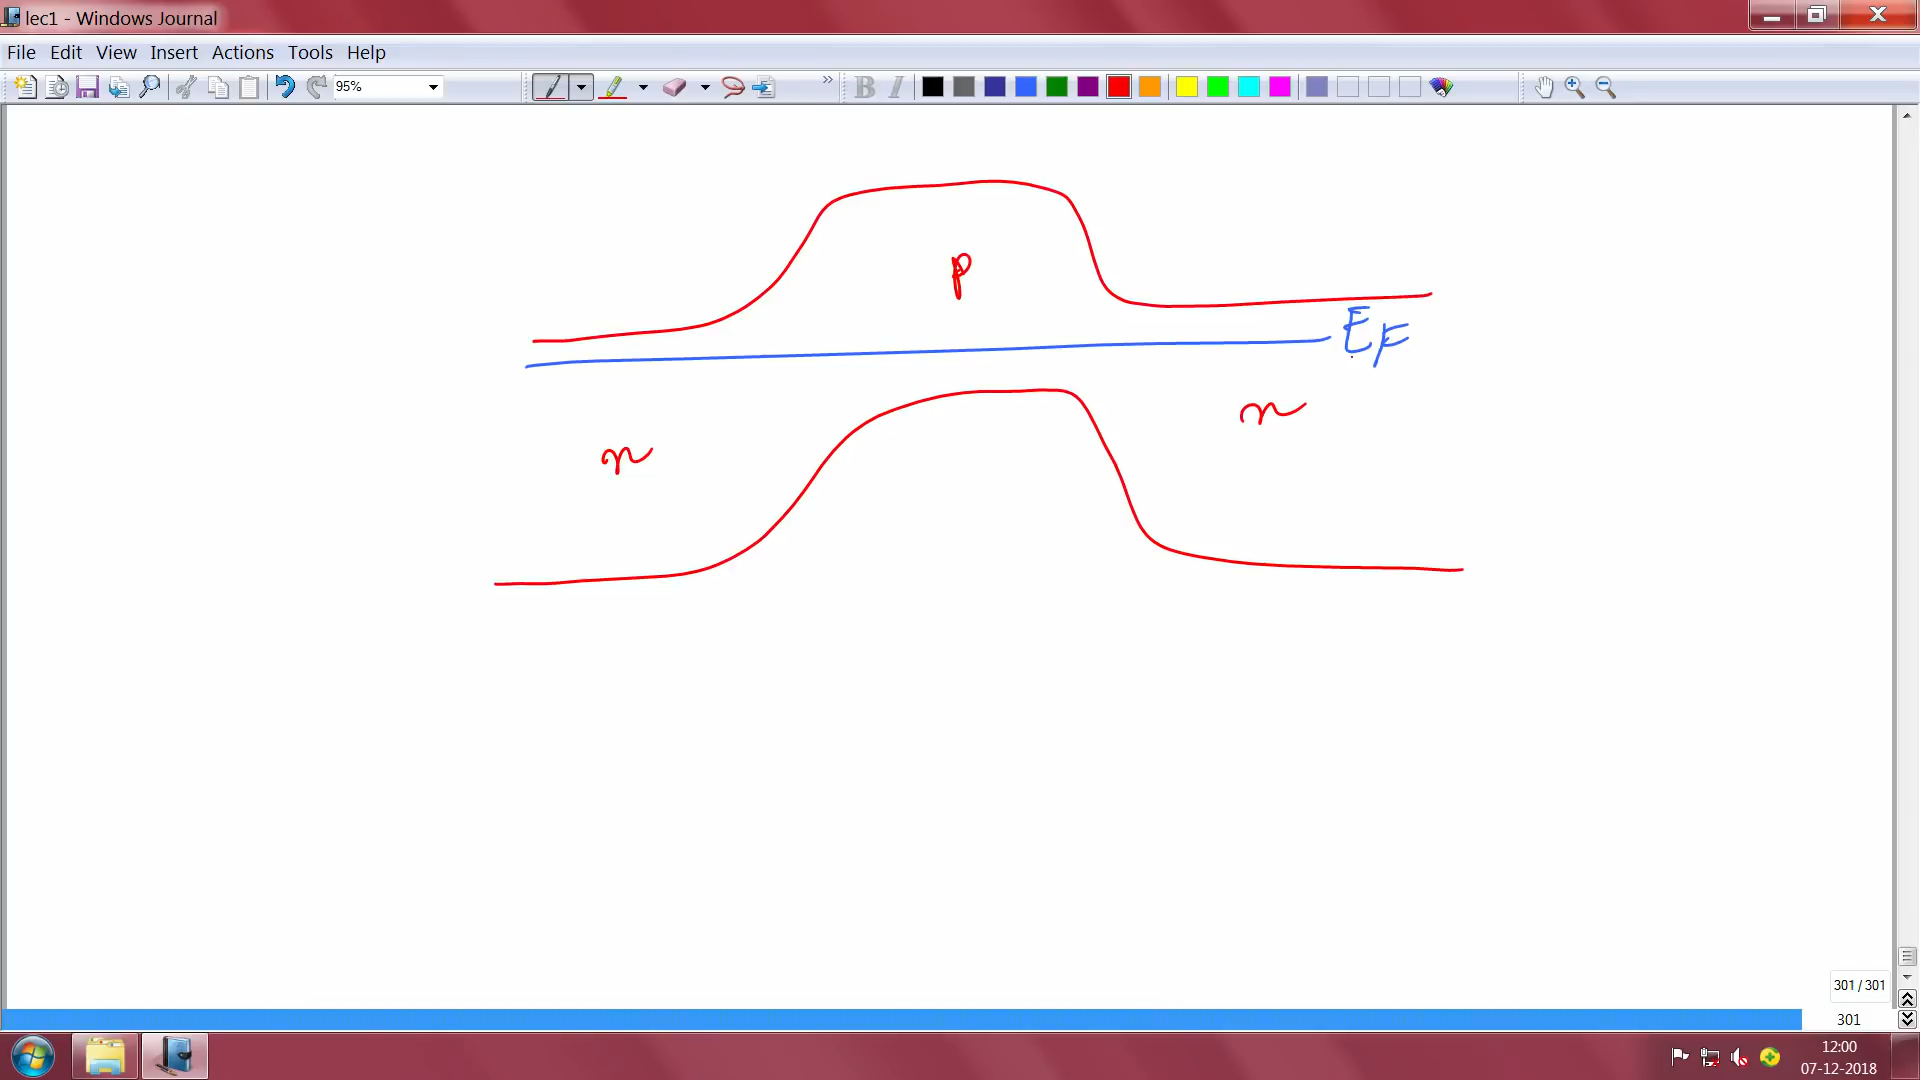 lec1 - Windows Journal
File Edit View Insert Actions Tools Help
95% » B I
p
E_F
n
n
301 / 301
301
12:00
07-12-2018